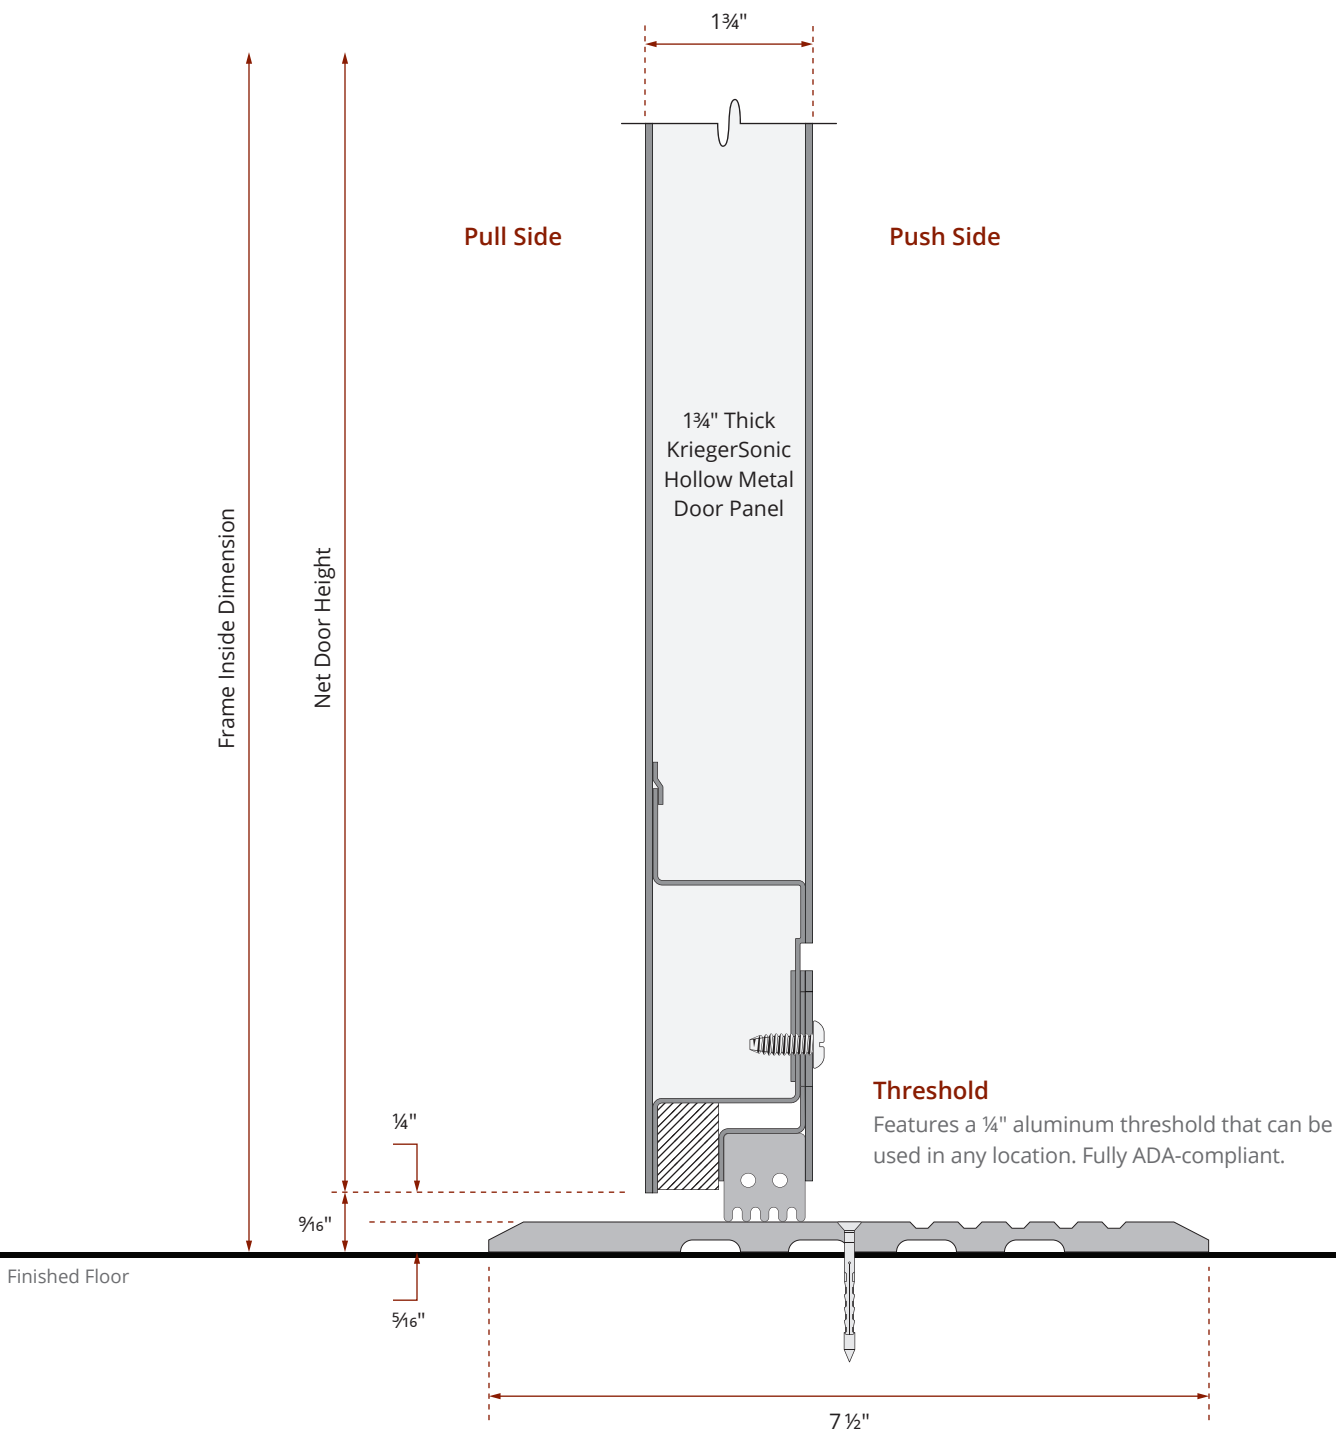 1¾"
Pull Side
Push Side
1¾" Thick
KriegerSonic
Hollow Metal
Door Panel
Frame Inside Dimension
Net Door Height
Threshold
Features a ¼" aluminum threshold that can be
used in any location. Fully ADA-compliant.
¼"
9⁄16"
Finished Floor
5⁄16"
7 ½"